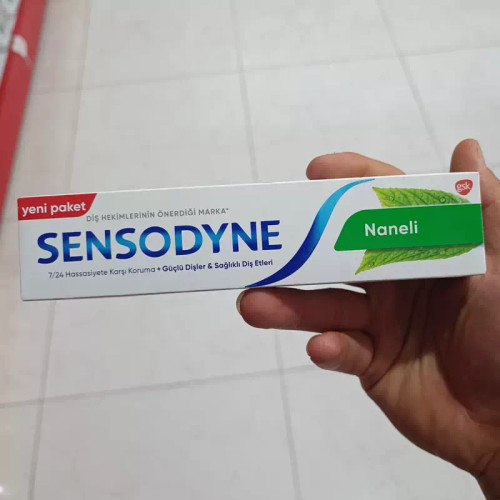 yeni paket
DİŞ HEKİMLERİNİN ÖNERDİĞİ MARKA*
SENSODYNE
7/24 Hassasiyete Karşı Koruma + Güçlü Dişler & Sağlıklı Diş Etleri
Naneli
gsk